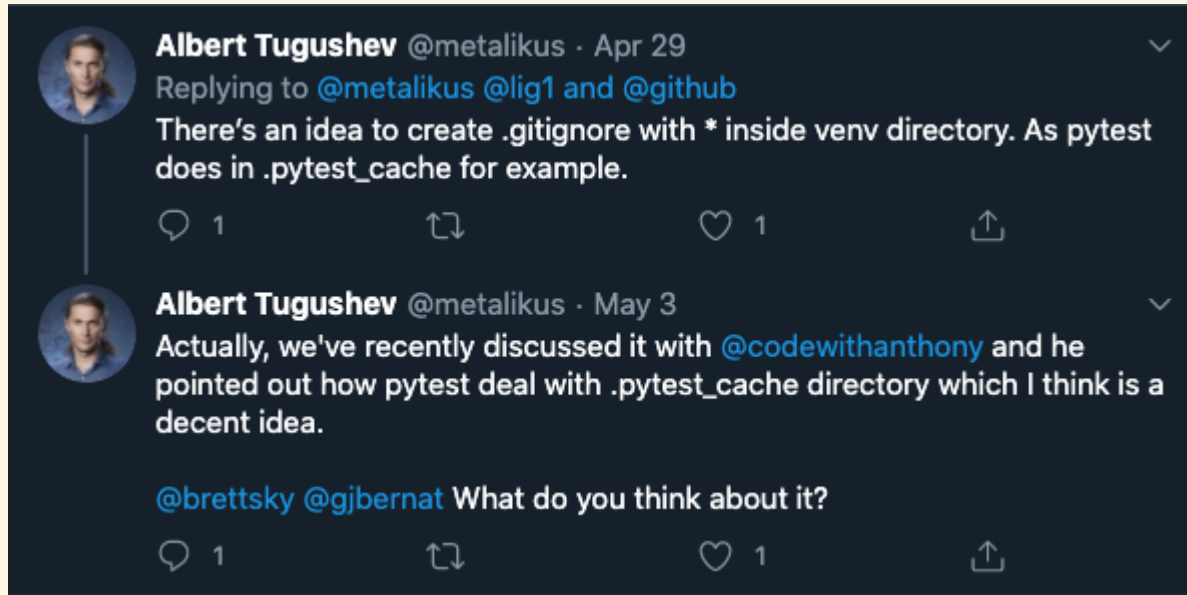 Albert Tugushev @metalikus · Apr 29
Replying to @metalikus @lig1 and @github
There’s an idea to create .gitignore with * inside venv directory. As pytest
does in .pytest_cache for example.
1 1
Albert Tugushev @metalikus · May 3
Actually, we've recently discussed it with @codewithanthony and he
pointed out how pytest deal with .pytest_cache directory which I think is a
decent idea.
@brettsky @gjbernat What do you think about it?
1 1